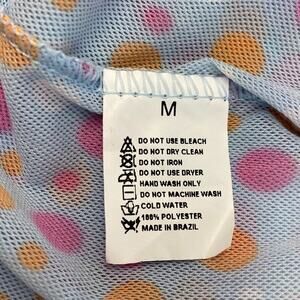 M
DO NOT USE BLEACH
DO NOT DRY CLEAN
DO NOT IRON
DO NOT USE DRYER
HAND WASH ONLY
DO NOT MACHINE WASH
COLD WATER
100% POLYESTER
MADE IN BRAZIL